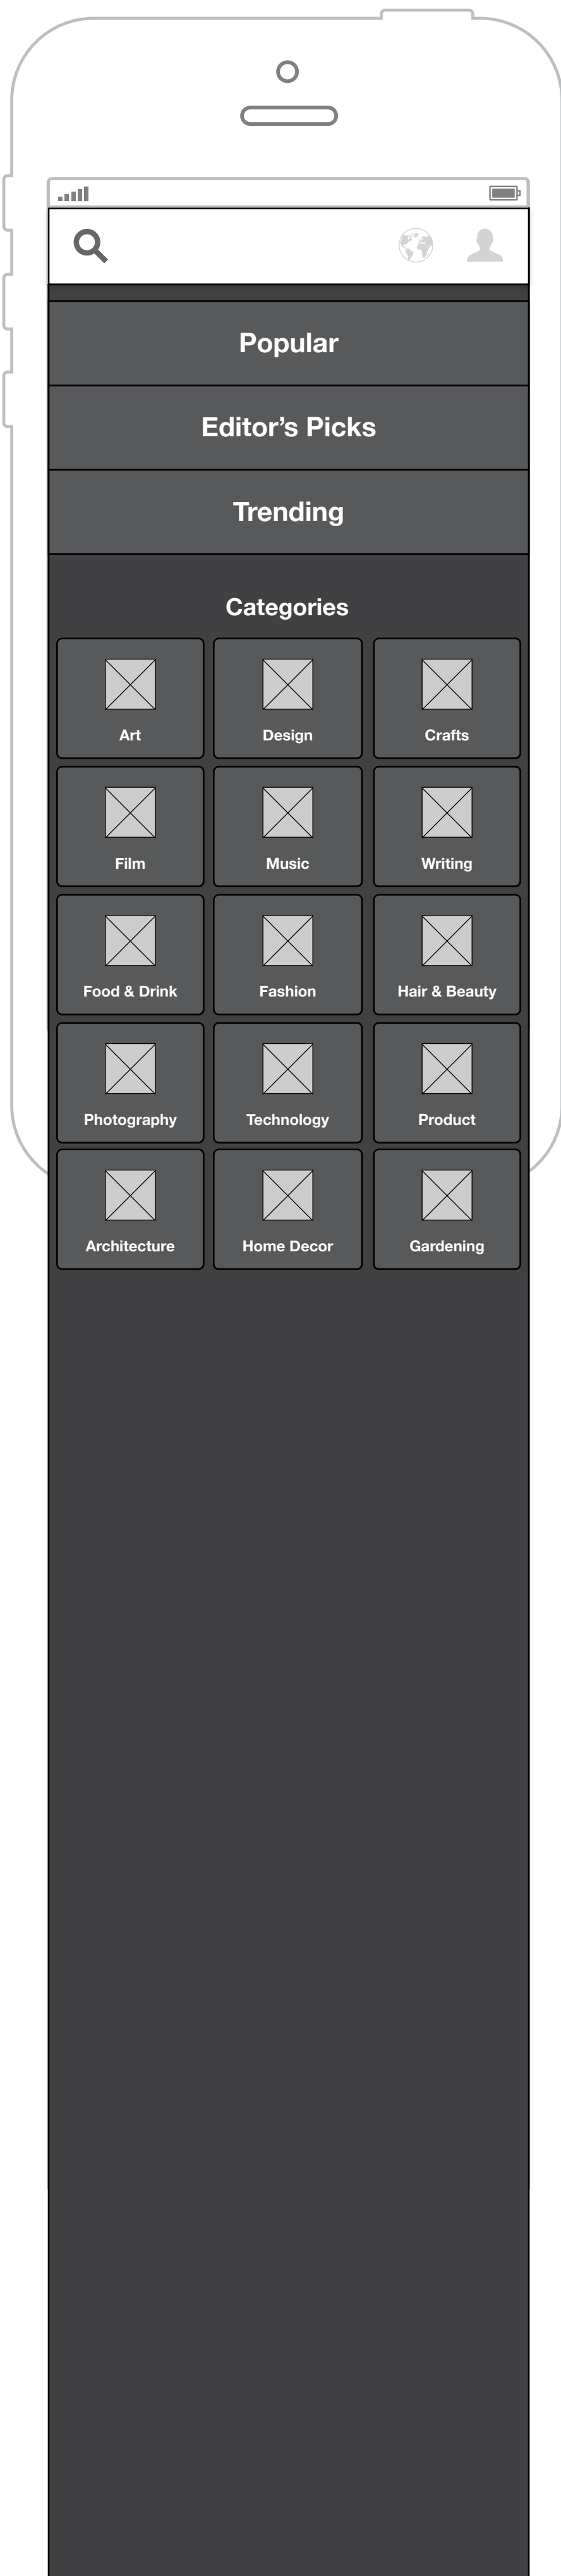 Popular
Editor’s Picks
Trending
Categories
Art
Design
Crafts
Film
Music
Writing
Food & Drink
Fashion
Hair & Beauty
Photography
Technology
Product
Architecture
Home Decor
Gardening